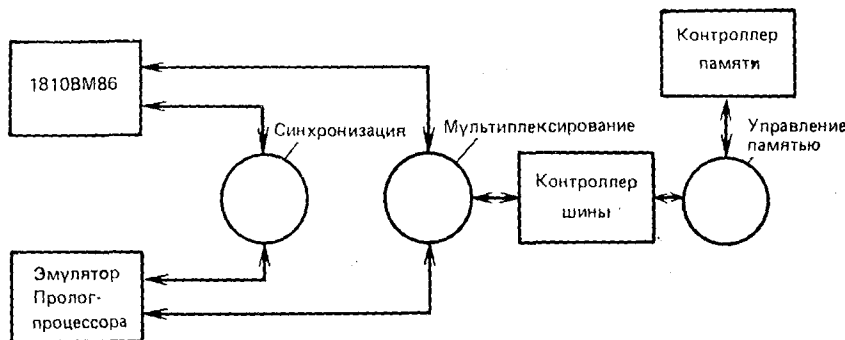 Контроллер
памяти
1810ВМ86
Синхронизация
Мультиплексирование
Управление
памятью
Контроллер
шины
Эмулятор
Пролог-
процессора